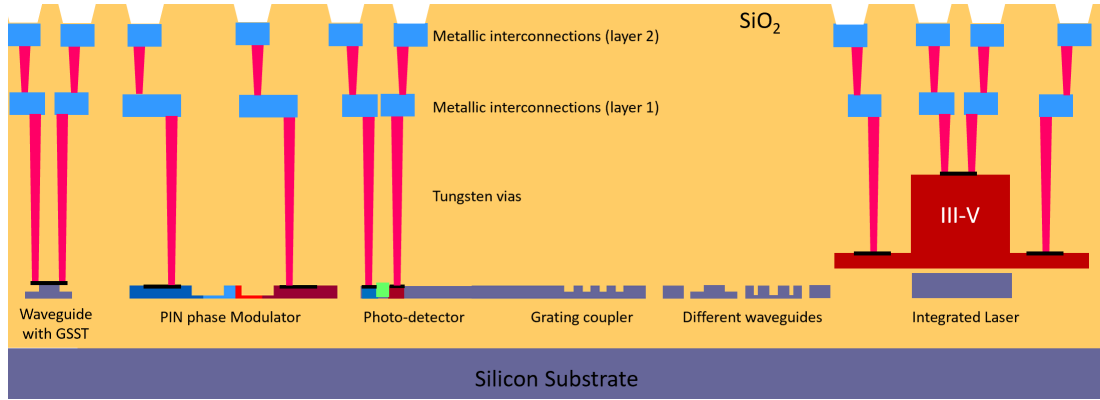 SiO₂
Metallic interconnections (layer 2)
Metallic interconnections (layer 1)
Tungsten vias
III-V
Waveguide
with GSST
PIN phase Modulator
Photo-detector
Grating coupler
Different waveguides
Integrated Laser
Silicon Substrate